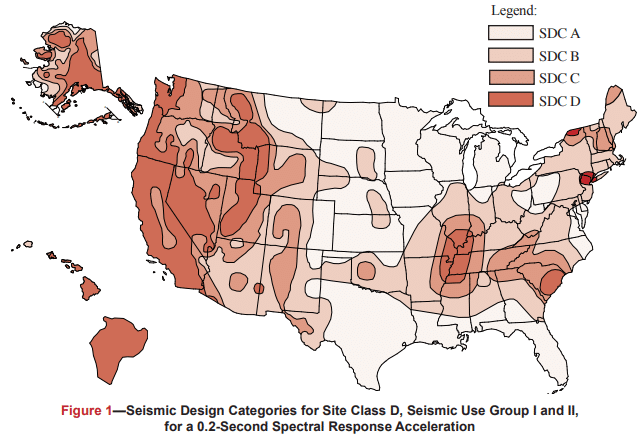 Legend:
SDC A
SDC B
SDC C
SDC D
Figure 1—Seismic Design Categories for Site Class D, Seismic Use Group I and II,
for a 0.2-Second Spectral Response Acceleration